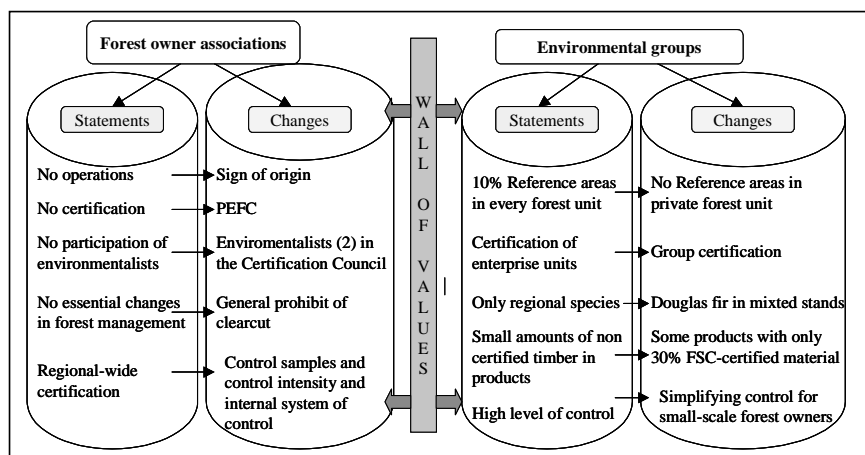 Forest owner associations
Environmental groups
Statements
Changes
No operations
Sign of origin
No certification
PEFC
No participation of
environmentalists
Enviromentalists (2) in
the Certification Council
No essential changes
in forest management
General prohibit of
clearcut
Regional-wide
certification
Control samples and
control intensity and
internal system of
control
WALL OF VALUES
Statements
Changes
10% Reference areas
in every forest unit
No Reference areas in
private forest unit
Certification of
enterprise units
Group certification
Only regional species
Douglas fir in mixted stands
Small amounts of non
certified timber in
products
Some products with only
30% FSC-certified material
High level of control
Simplifying control for
small-scale forest owners